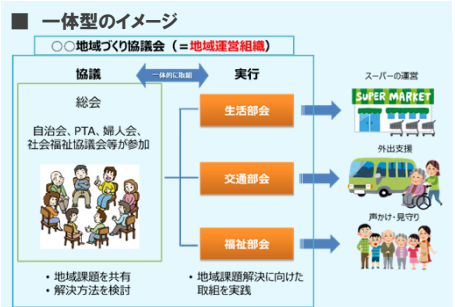 ■ 一体型のイメージ
○○地域づくり協議会（＝地域運営組織）
協議
一体的に取組
実行
総会
自治会、PTA、婦人会、
社会福祉協議会等が参加
・地域課題を共有
・解決方法を検討
生活部会
交通部会
福祉部会
・地域課題解決に向けた
取組を実践
スーパーの運営
SUPER MARKET
外出支援
声かけ・見守り